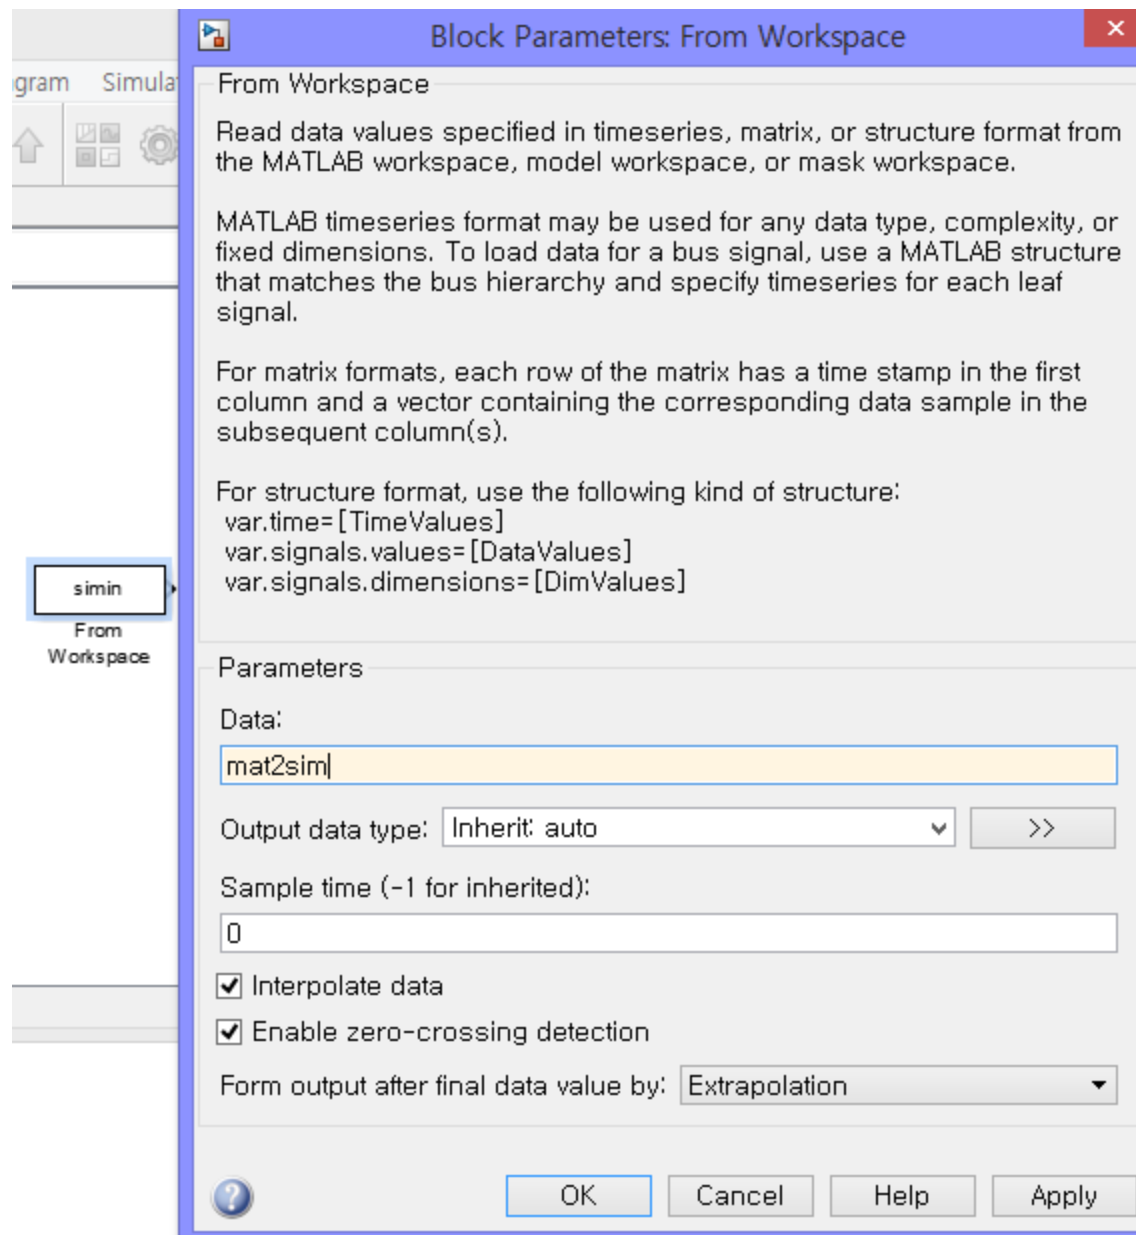 Block Parameters: From Workspace
gram Simula
From Workspace
Read data values specified in timeseries, matrix, or structure format from
the MATLAB workspace, model workspace, or mask workspace.
MATLAB timeseries format may be used for any data type, complexity, or
fixed dimensions. To load data for a bus signal, use a MATLAB structure
that matches the bus hierarchy and specify timeseries for each leaf
signal.
For matrix formats, each row of the matrix has a time stamp in the first
column and a vector containing the corresponding data sample in the
subsequent column(s).
For structure format, use the following kind of structure:
var.time=[TimeValues]
var.signals.values=[DataValues]
var.signals.dimensions=[DimValues]
simin
From
Workspace
Parameters
Data:
mat2sim
Output data type: Inherit: auto >>
Sample time (-1 for inherited):
0
Interpolate data
Enable zero-crossing detection
Form output after final data value by: Extrapolation
OK Cancel Help Apply